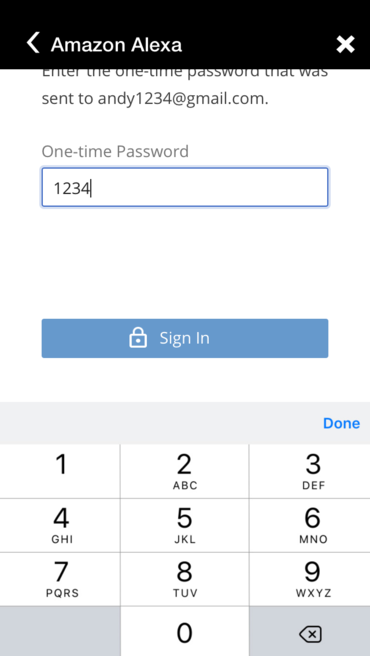 Amazon Alexa
Enter the one-time password that was
sent to andy1234@gmail.com.
One-time Password
1234
Sign In
Done
1
2
ABC
3
DEF
4
GHI
5
JKL
6
MNO
7
PQRS
8
TUV
9
WXYZ
0